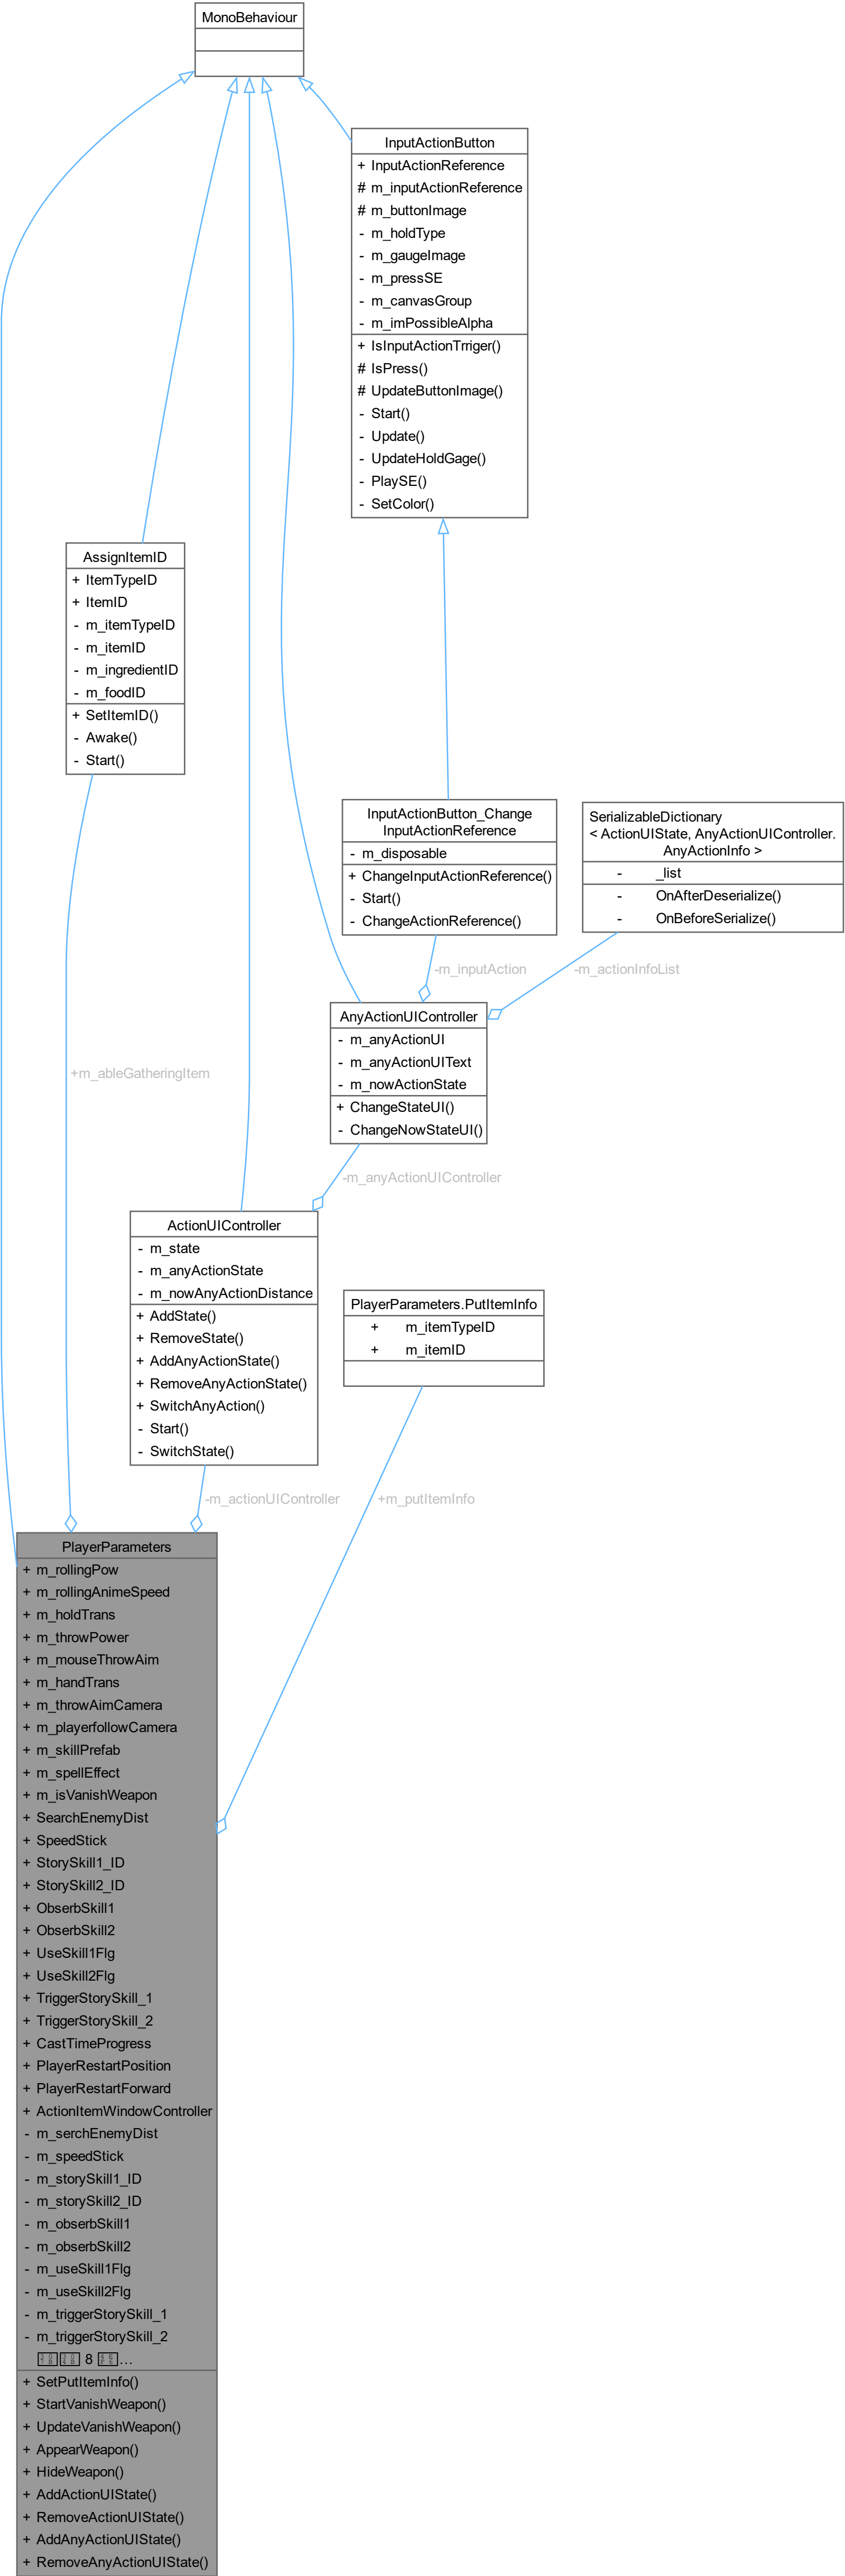 MonoBehaviour
InputActionButton
+ InputActionReference
# m_inputActionReference
# m_buttonImage
- m_holdType
- m_gaugeImage
- m_pressSE
- m_canvasGroup
- m_imPossibleAlpha
+ IsInputActionTrriger()
# IsPress()
# UpdateButtonImage()
- Start()
- Update()
- UpdateHoldGage()
- PlaySE()
- SetColor()
AssignItemID
+ ItemTypeID
+ ItemID
- m_itemTypeID
- m_itemID
- m_ingredientID
- m_foodID
+ SetItemID()
- Awake()
- Start()
InputActionButton_Change
InputActionReference
- m_disposable
+ ChangeInputActionReference()
- Start()
- ChangeActionReference()
SerializableDictionary
< ActionUIState, AnyActionUIController.
AnyActionInfo >
- _list
- OnAfterDeserialize()
- OnBeforeSerialize()
-m_inputAction
-m_actionInfoList
AnyActionUIController
- m_anyActionUI
- m_anyActionUIText
- m_nowActionState
+ ChangeStateUI()
- ChangeNowStateUI()
+m_ableGatheringItem
-m_anyActionUIController
ActionUIController
- m_state
- m_anyActionState
- m_nowAnyActionDistance
+ AddState()
+ RemoveState()
+ AddAnyActionState()
+ RemoveAnyActionState()
+ SwitchAnyAction()
- Start()
- SwitchState()
PlayerParameters.PutItemInfo
+ m_itemTypeID
+ m_itemID
-m_actionUIController
+m_putItemInfo
PlayerParameters
+ m_rollingPow
+ m_rollingAnimeSpeed
+ m_holdTrans
+ m_throwPower
+ m_mouseThrowAim
+ m_handTrans
+ m_throwAimCamera
+ m_playerfollowCamera
+ m_skillPrefab
+ m_spellEffect
+ m_isVanishWeapon
+ SearchEnemyDist
+ SpeedStick
+ StorySkill1_ID
+ StorySkill2_ID
+ ObserbSkill1
+ ObserbSkill2
+ UseSkill1Flg
+ UseSkill2Flg
+ TriggerStorySkill_1
+ TriggerStorySkill_2
+ CastTimeProgress
+ PlayerRestartPosition
+ PlayerRestartForward
+ ActionItemWindowController
- m_serchEnemyDist
- m_speedStick
- m_storySkill1_ID
- m_storySkill2_ID
- m_obserbSkill1
- m_obserbSkill2
- m_useSkill1Flg
- m_useSkill2Flg
- m_triggerStorySkill_1
- m_triggerStorySkill_2
8 ...
+ SetPutItemInfo()
+ StartVanishWeapon()
+ UpdateVanishWeapon()
+ AppearWeapon()
+ HideWeapon()
+ AddActionUIState()
+ RemoveActionUIState()
+ AddAnyActionUIState()
+ RemoveAnyActionUIState()